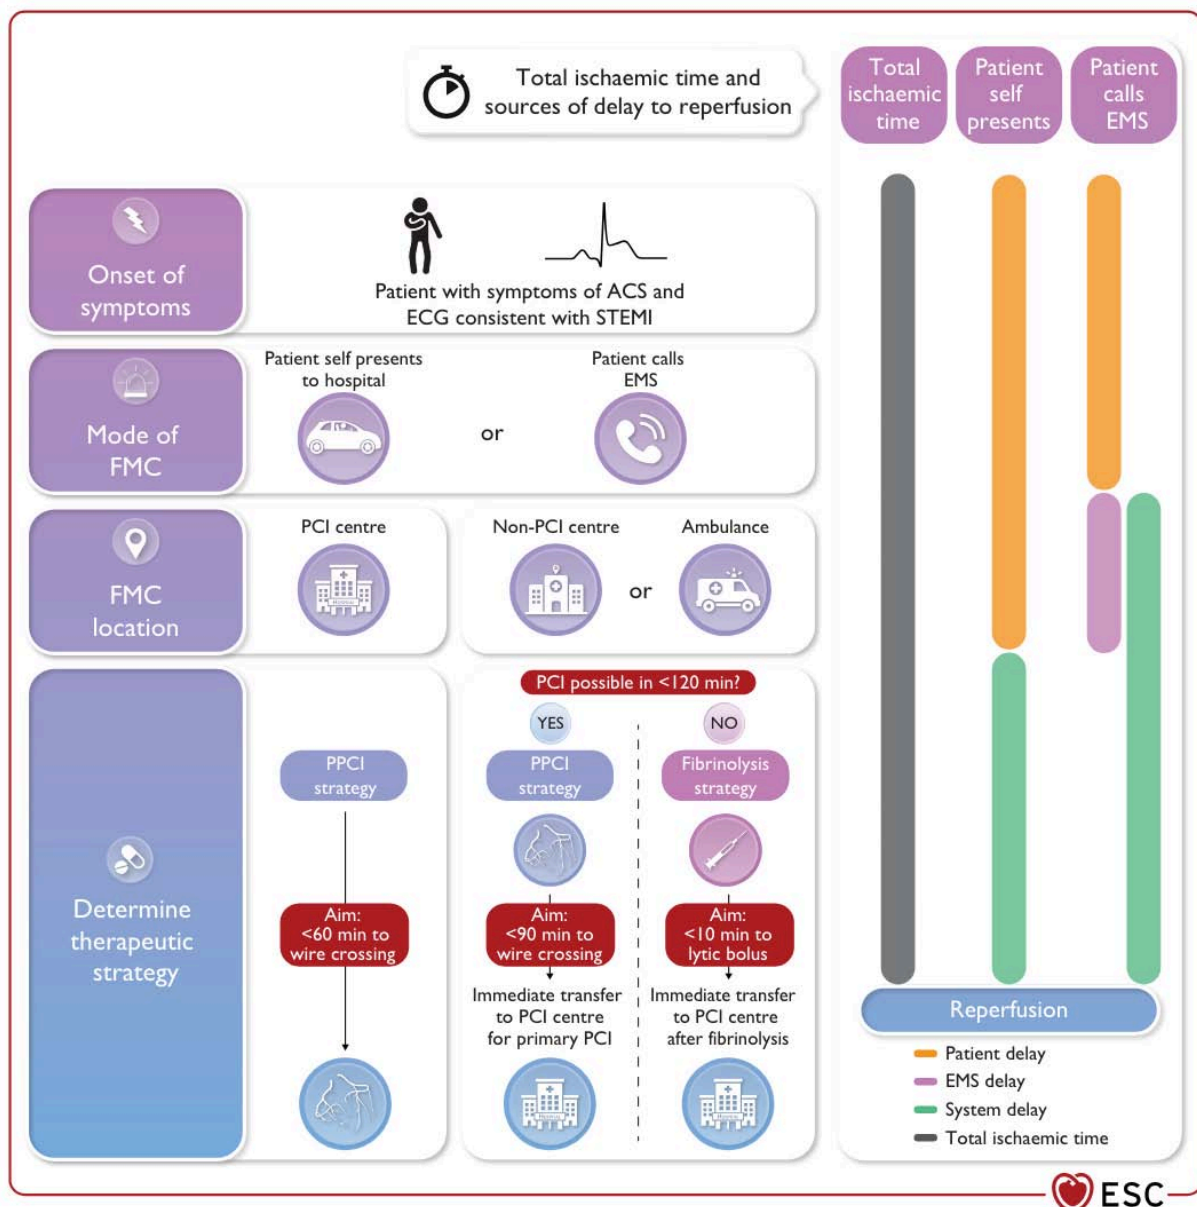 Total ischaemic time and
sources of delay to reperfusion
Total
ischaemic
time
Patient
self
presents
Patient
calls
EMS
Onset of
symptoms
Patient with symptoms of ACS and
ECG consistent with STEMI
Mode of
FMC
Patient self presents
to hospital
or
Patient calls
EMS
FMC
location
PCI centre
Non-PCI centre
or
Ambulance
Determine
therapeutic
strategy
PPCI
strategy
Aim:
<60 min to
wire crossing
PCI possible in <120 min?
YES
PPCI
strategy
Aim:
<90 min to
wire crossing
Immediate transfer
to PCI centre
for primary PCI
NO
Fibrinolysis
strategy
Aim:
<10 min to
lytic bolus
Immediate transfer
to PCI centre
after fibrinolysis
Reperfusion
Patient delay
EMS delay
System delay
Total ischaemic time
ESC